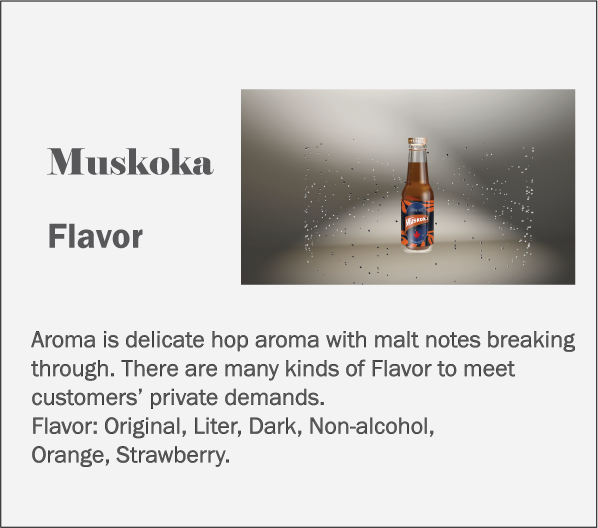 Muskoka
Flavor
Aroma is delicate hop aroma with malt notes breaking
through. There are many kinds of Flavor to meet
customers’ private demands.
Flavor: Original, Liter, Dark, Non-alcohol,
Orange, Strawberry.